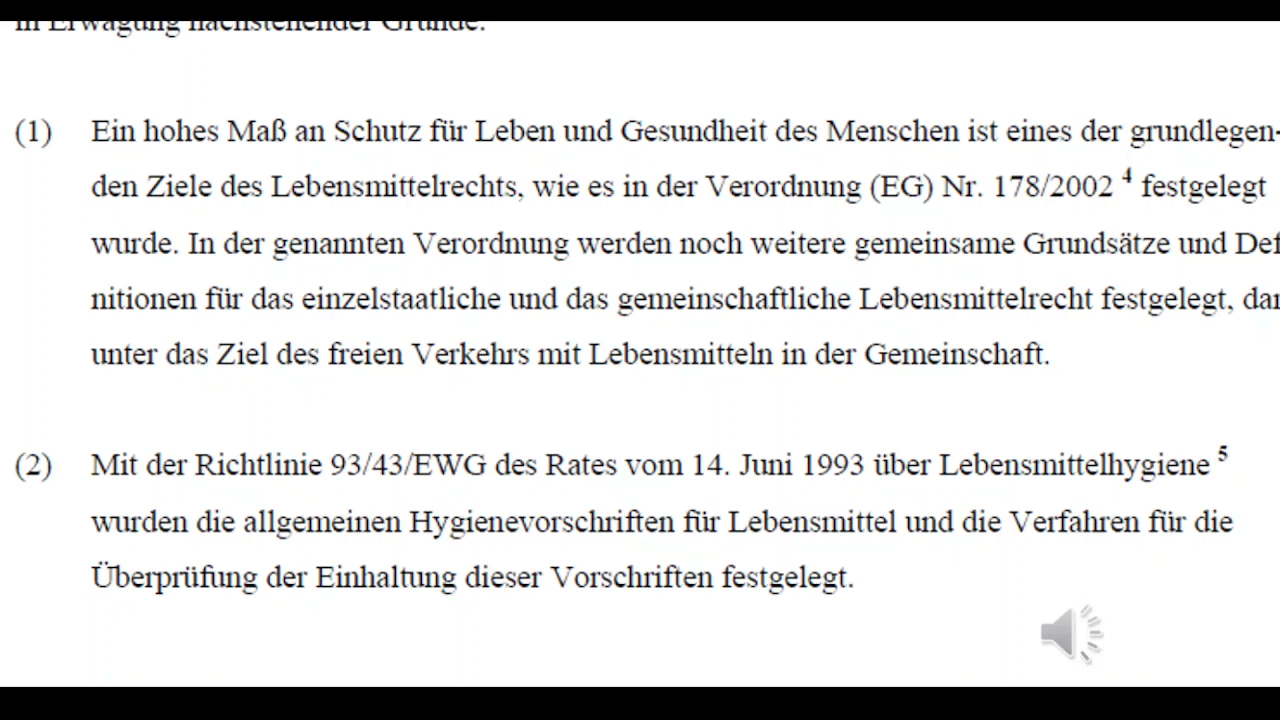 in Erwägung nachstehender Gründe:
(1) Ein hohes Maß an Schutz für Leben und Gesundheit des Menschen ist eines der grundlegen-
den Ziele des Lebensmittelrechts, wie es in der Verordnung (EG) Nr. 178/2002 ⁴ festgelegt
wurde. In der genannten Verordnung werden noch weitere gemeinsame Grundsätze und Def
nitionen für das einzelstaatliche und das gemeinschaftliche Lebensmittelrecht festgelegt, dar
unter das Ziel des freien Verkehrs mit Lebensmitteln in der Gemeinschaft.
(2) Mit der Richtlinie 93/43/EWG des Rates vom 14. Juni 1993 über Lebensmittelhygiene ⁵
wurden die allgemeinen Hygienevorschriften für Lebensmittel und die Verfahren für die
Überprüfung der Einhaltung dieser Vorschriften festgelegt.